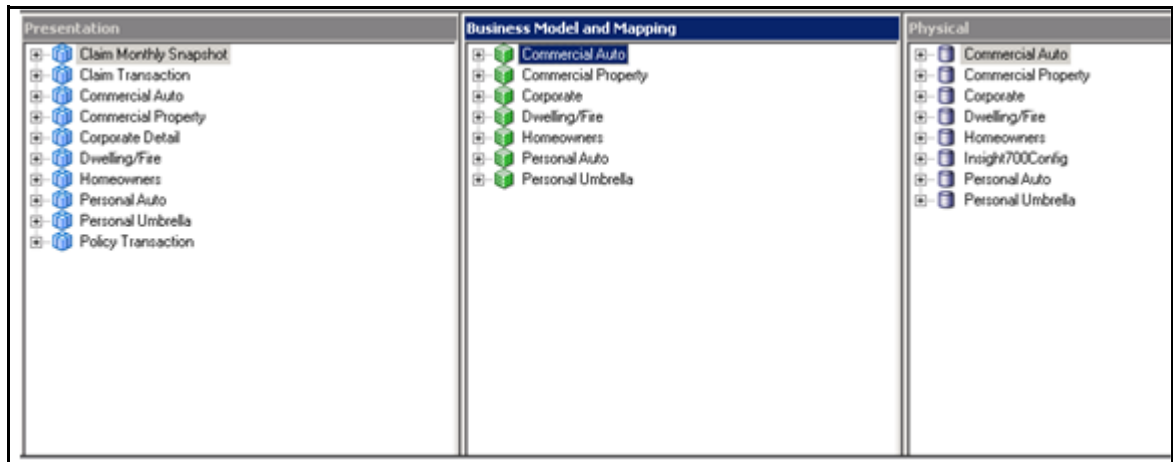 Presentation
Claim Monthly Snapshot
Claim Transaction
Commercial Auto
Commercial Property
Corporate Detail
Dwelling/Fire
Homeowners
Personal Auto
Personal Umbrella
Policy Transaction
Business Model and Mapping
Commercial Auto
Commercial Property
Corporate
Dwelling/Fire
Homeowners
Personal Auto
Personal Umbrella
Physical
Commercial Auto
Commercial Property
Corporate
Dwelling/Fire
Homeowners
Insight700Config
Personal Auto
Personal Umbrella